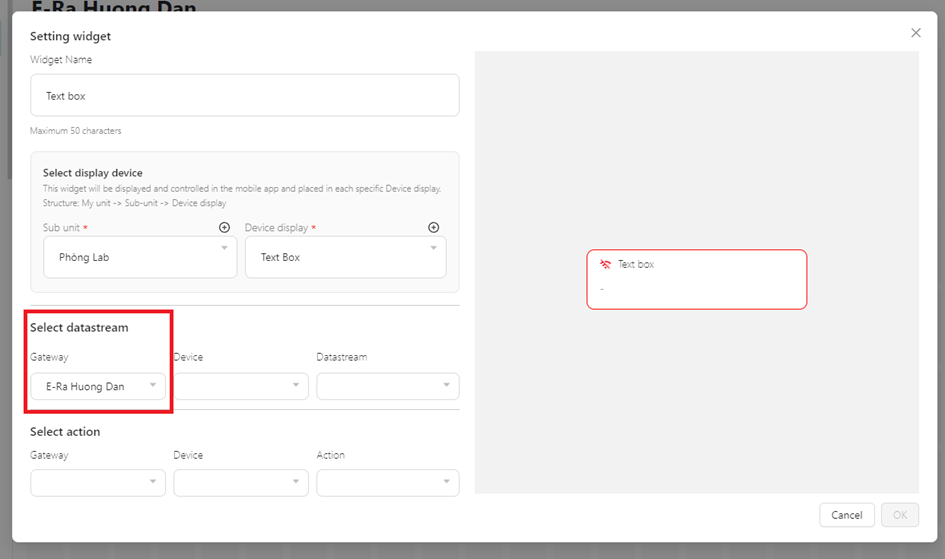 E-Ra Huong Dan
Setting widget
Widget Name
Text box
Maximum 50 characters
Select display device
This widget will be displayed and controlled in the mobile app and placed in each specific Device display.
Structure: My unit -> Sub-unit -> Device display
Sub unit * Device display *
Phòng Lab Text Box
Select datastream
Gateway Device Datastream
E-Ra Huong Dan
Select action
Gateway Device Action
Text box
-
Cancel OK